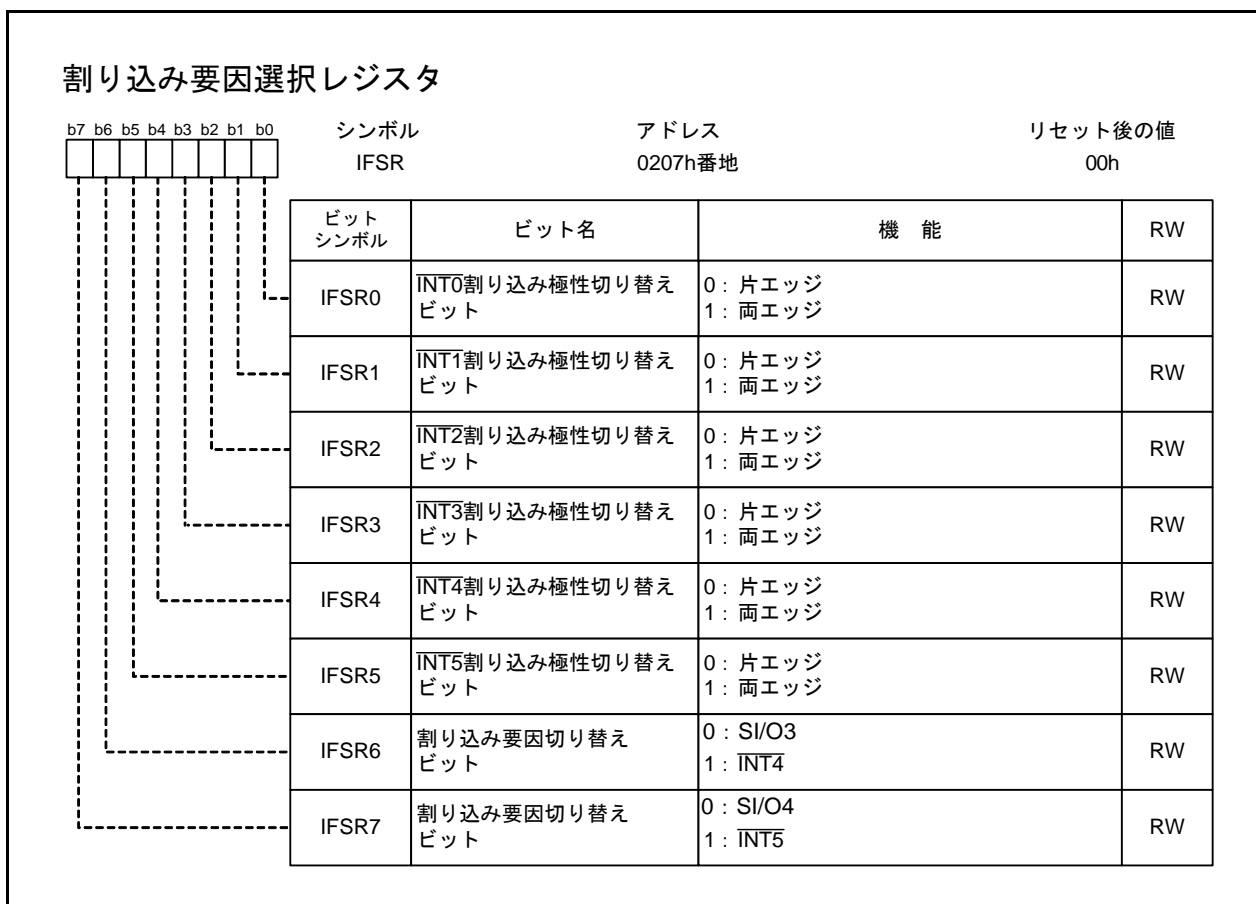 割り込み要因選択レジスタ
b7 b6 b5 b4 b3 b2 b1 b0
シンボル アドレス リセット後の値
IFSR 0207h番地 00h
ビット
シンボル
ビット名 機 能 RW
IFSR0
INT0割り込み極性切り替え
ビット
0 : 片エッジ
1 : 両エッジ
RW
IFSR1
INT1割り込み極性切り替え
ビット
0 : 片エッジ
1 : 両エッジ
RW
IFSR2
INT2割り込み極性切り替え
ビット
0 : 片エッジ
1 : 両エッジ
RW
IFSR3
INT3割り込み極性切り替え
ビット
0 : 片エッジ
1 : 両エッジ
RW
IFSR4
INT4割り込み極性切り替え
ビット
0 : 片エッジ
1 : 両エッジ
RW
IFSR5
INT5割り込み極性切り替え
ビット
0 : 片エッジ
1 : 両エッジ
RW
IFSR6
割り込み要因切り替え
ビット
0 : SI/O3
1 : INT4
RW
IFSR7
割り込み要因切り替え
ビット
0 : SI/O4
1 : INT5
RW